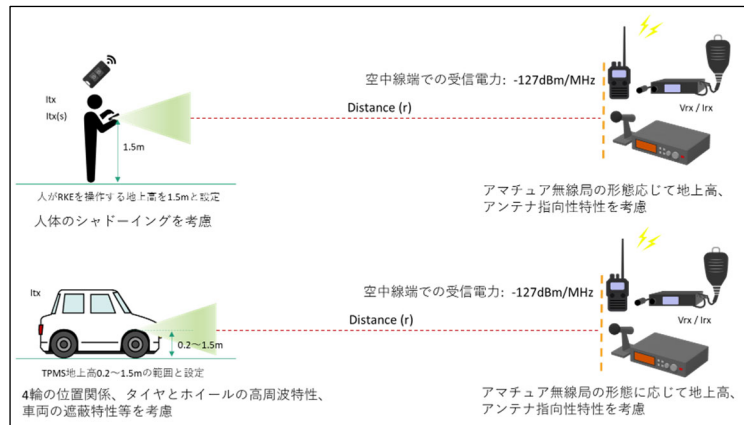 空中線端での受信電力: -127dBm/MHz
Itx
Itx(s)
Distance (r)
Vrx / Irx
1.5m
人がRKEを操作する地上高を1.5mと設定
人体のシャドーイングを考慮
アマチュア無線局の形態応じて地上高、
アンテナ指向性特性を考慮
Itx
空中線端での受信電力: -127dBm/MHz
Distance (r)
Vrx / Irx
0.2~1.5m
TPMS地上高0.2~1.5mの範囲と設定
4輪の位置関係、タイヤとホイールの高周波特性、
車両の遮蔽特性等を考慮
アマチュア無線局の形態に応じて地上高、
アンテナ指向性特性を考慮